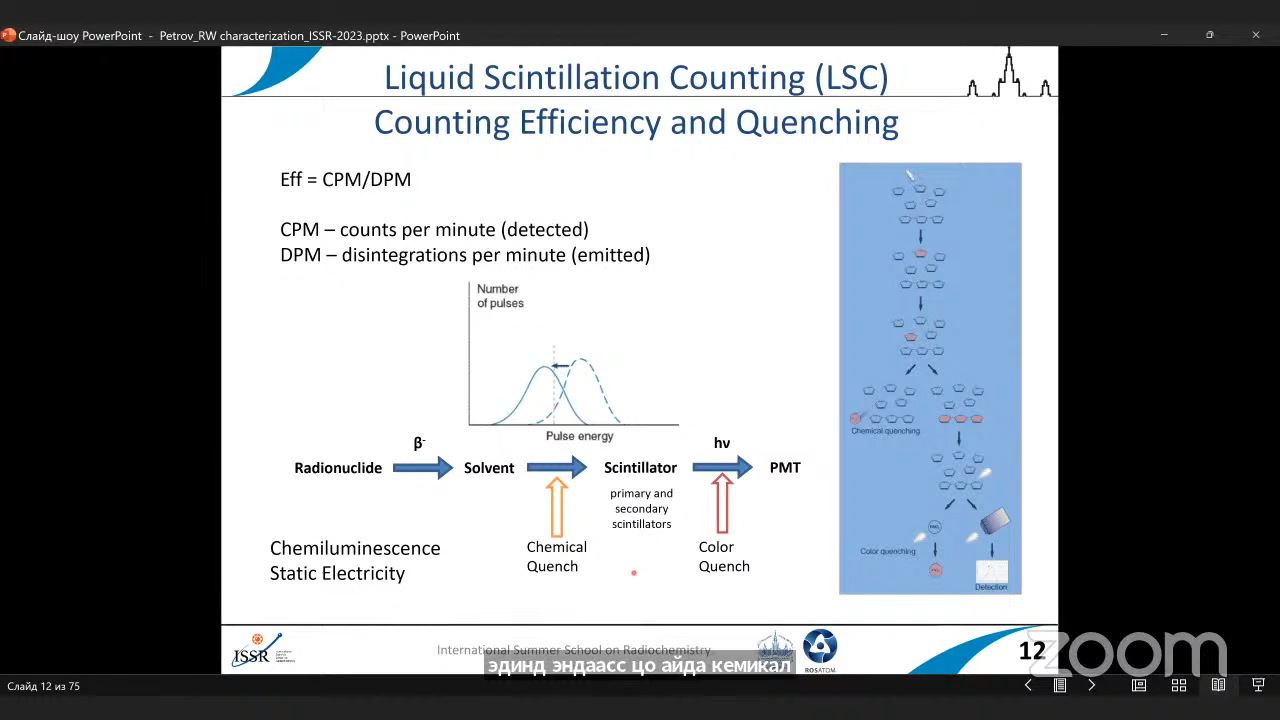 Слайд-шоу PowerPoint - Petrov_RW characterization_ISSR-2023.pptx - PowerPoint
Liquid Scintillation Counting (LSC)
Counting Efficiency and Quenching
Eff = CPM/DPM
CPM – counts per minute (detected)
DPM – disintegrations per minute (emitted)
Number
of pulses
Pulse energy
β-
hν
Radionuclide
Solvent
Scintillator
PMT
primary and
secondary
scintillators
Chemical
Quench
Color
Quench
Chemiluminescence
Static Electricity
Chemical quenching
Color quenching
Detection
ISSR
International Summer School on Radiochemistry
ROSATOM
12
zoom
эдинд эндаасс цо айда кемикал
Слайд 12 из 75